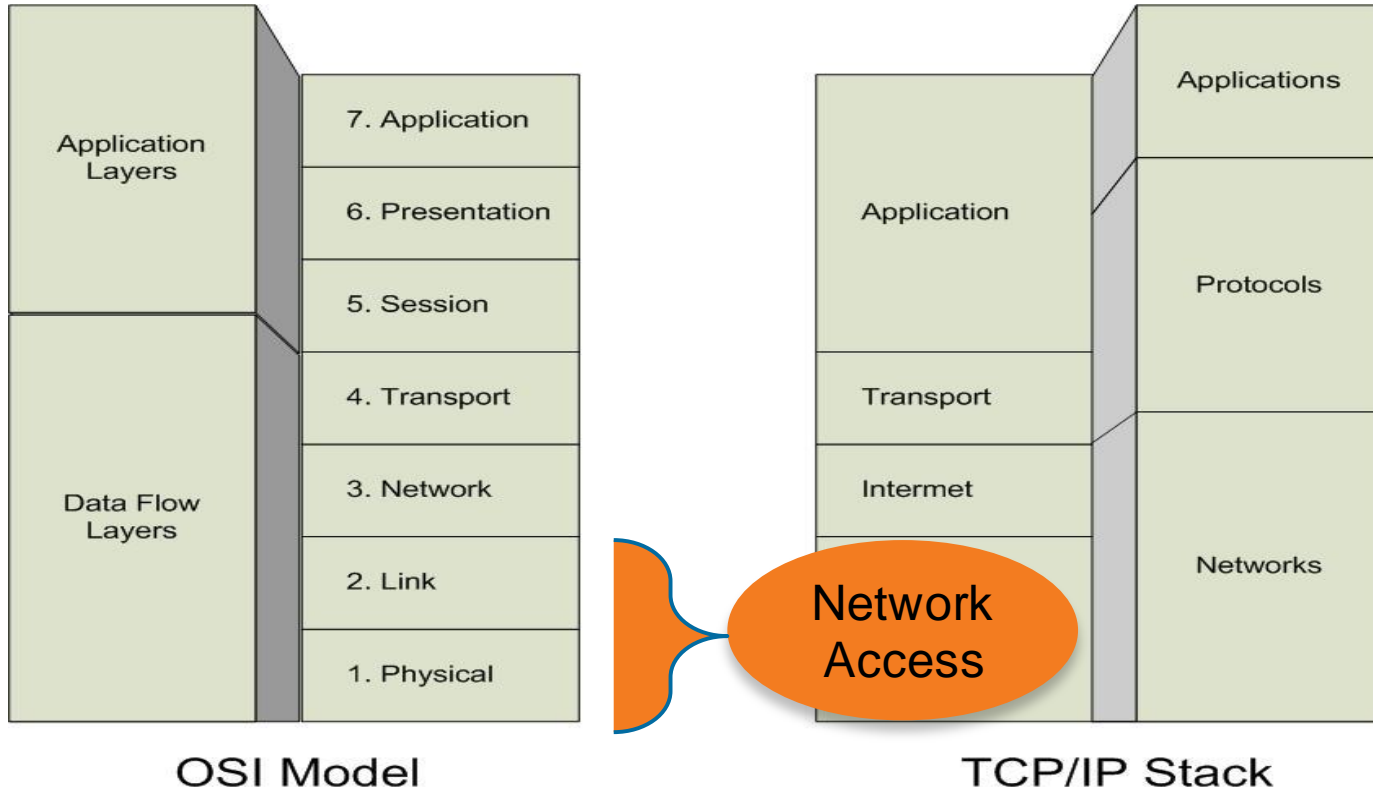 Application
Layers
Data Flow
Layers
7. Application
6. Presentation
5. Session
4. Transport
3. Network
2. Link
1. Physical
OSI Model
Application
Transport
Intermet
Network
Access
Applications
Protocols
Networks
TCP/IP Stack